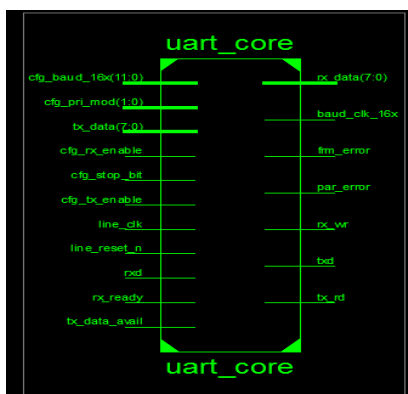 uart_core
cfg_baud_16x(11:0)
cfg_pri_mod(1:0)
tx_data(7:0)
cfg_rx_enable
cfg_stop_bit
cfg_tx_enable
line_clk
line_reset_n
rxd
rx_ready
tx_data_avail
rx_data(7:0)
baud_clk_16x
frm_error
par_error
rx_wr
txd
tx_rd
uart_core